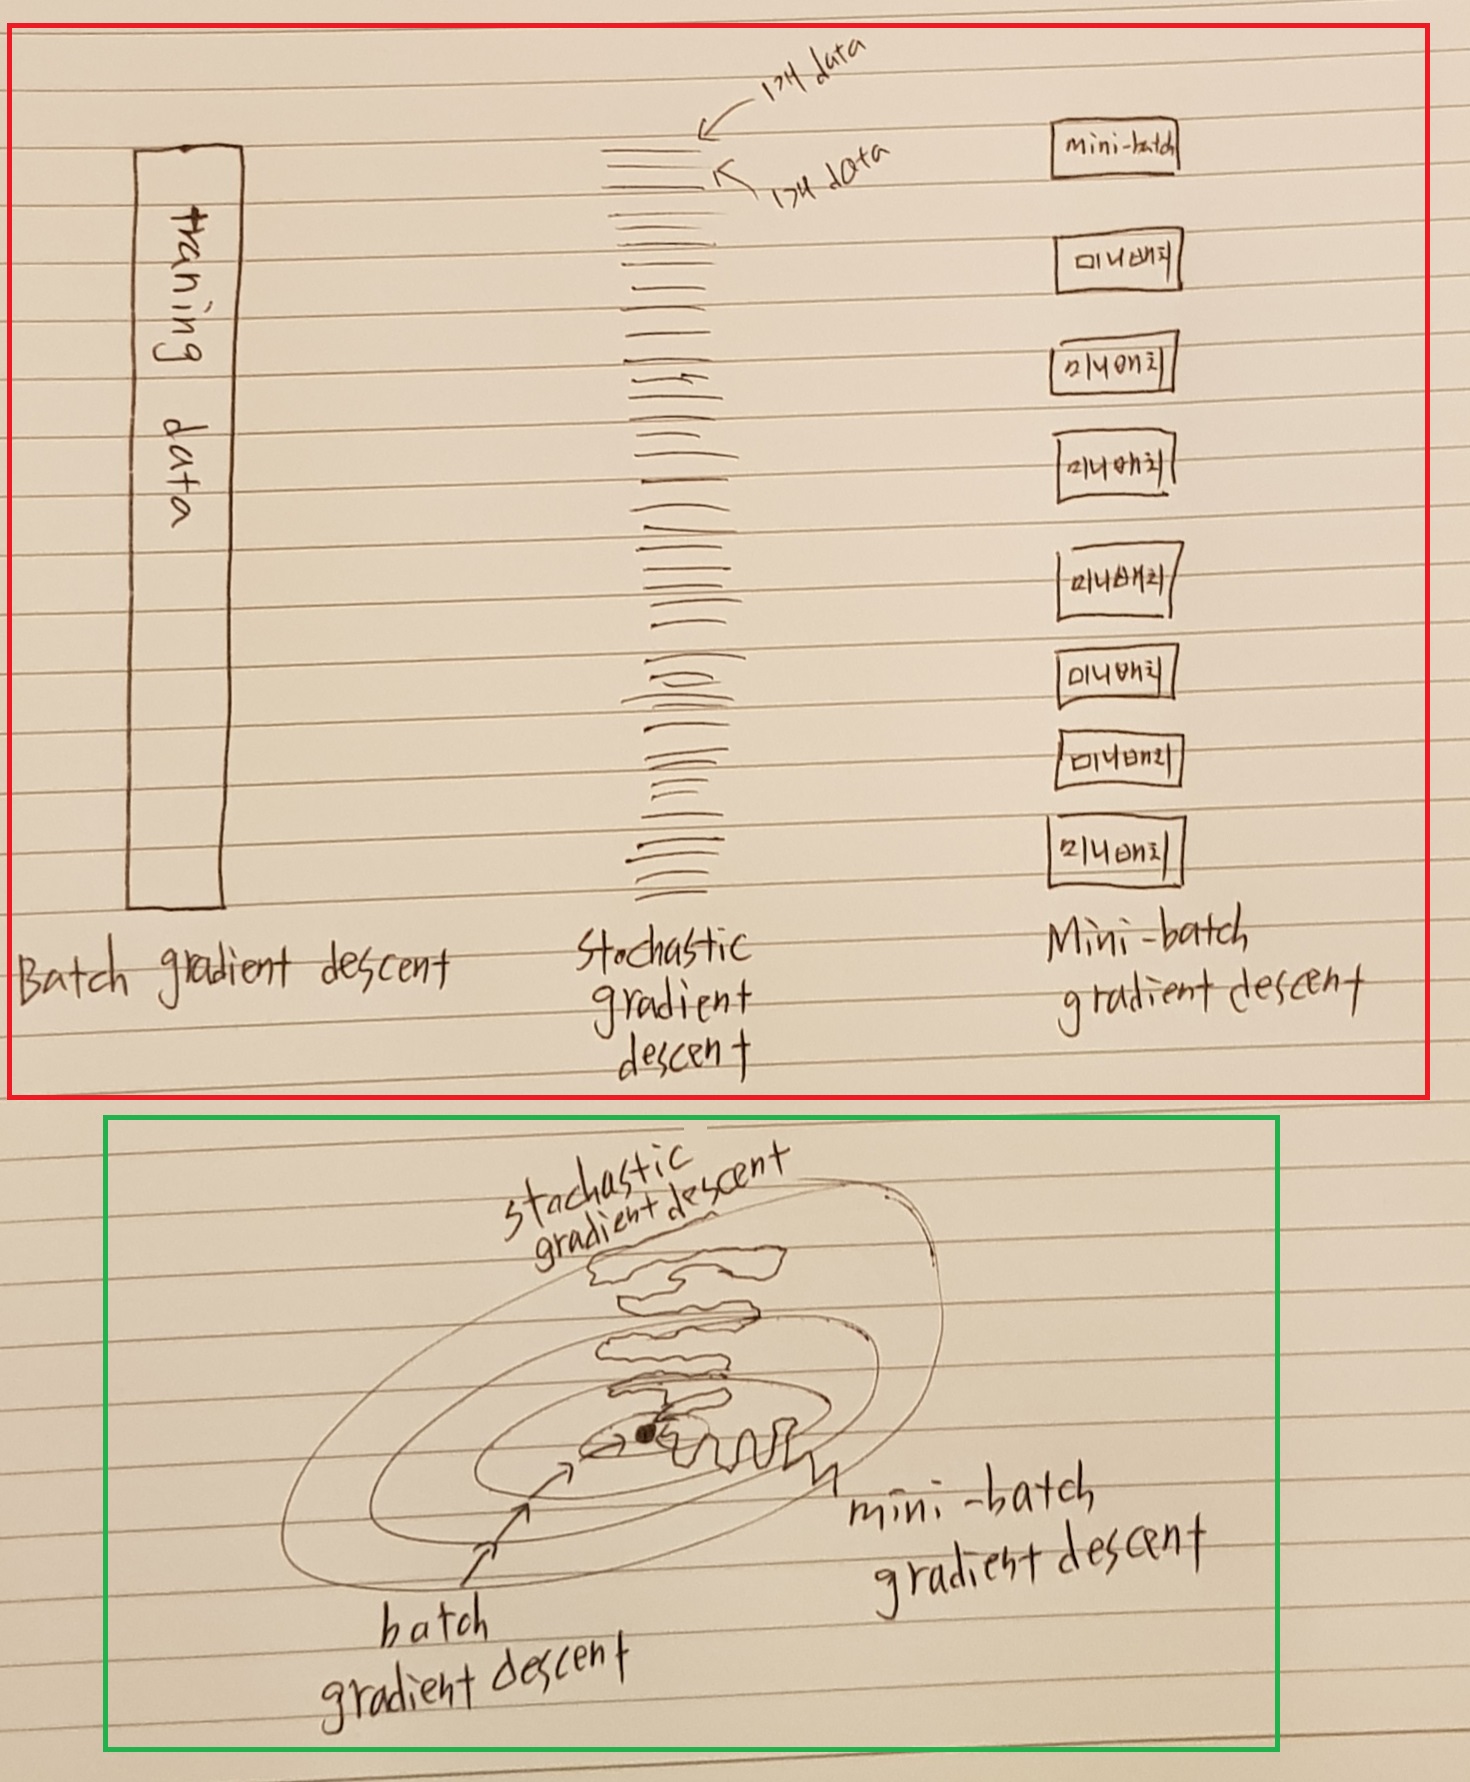 1개 data
1개 data
traning data
mini-batch
미니배치
미니배치
미니배치
미니배치
미니배치
미니배치
미니배치
Batch gradient descent
Stochastic
gradient
descent
Mini-batch
gradient descent
stochastic
gradient descent
mini-batch
gradient descent
batch
gradient descent